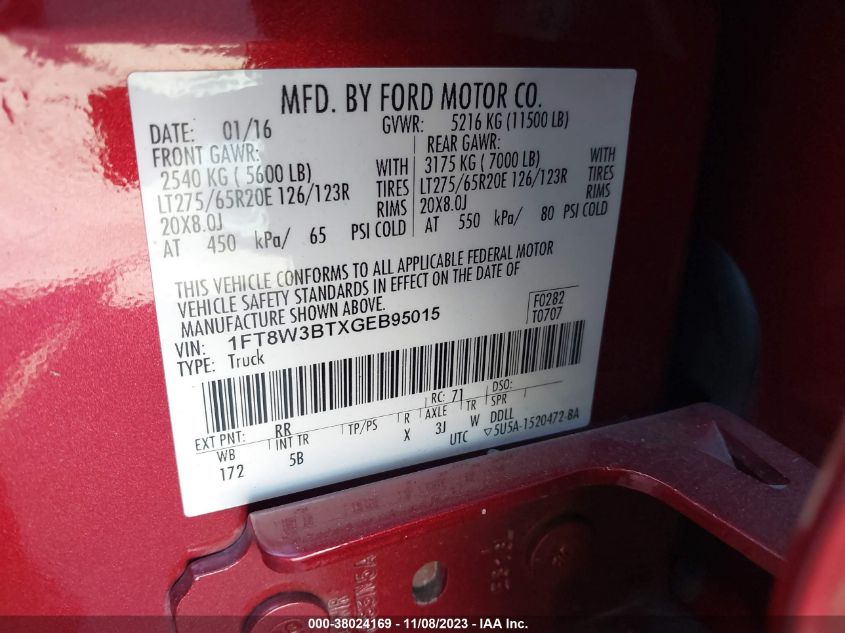 MFD. BY FORD MOTOR CO.
DATE: 01/16 GVWR: 5216 KG (11500 LB)
FRONT GAWR: REAR GAWR:
2540 KG ( 5600 LB) WITH 3175 KG ( 7000 LB) WITH
LT275/65R20E 126/123R TIRES LT275/65R20E 126/123R TIRES
20X8.0J RIMS 20X8.0J RIMS
AT 450 kPa/ 65 PSI COLD AT 550 kPa/ 80 PSI COLD
THIS VEHICLE CONFORMS TO ALL APPLICABLE FEDERAL MOTOR
VEHICLE SAFETY STANDARDS IN EFFECT ON THE DATE OF
MANUFACTURE SHOWN ABOVE.
F0282
T0707
VIN: 1FT8W3BTXGEB95015
TYPE: Truck
EXT PNT: RR RC: 71 DSO:
WB INT TR TP/PS R AXLE TR SPR
172 5B X 3J W DDLL
UTC ▽5U5A-1520472-BA
000-38024169 - 11/08/2023 - IAA Inc.